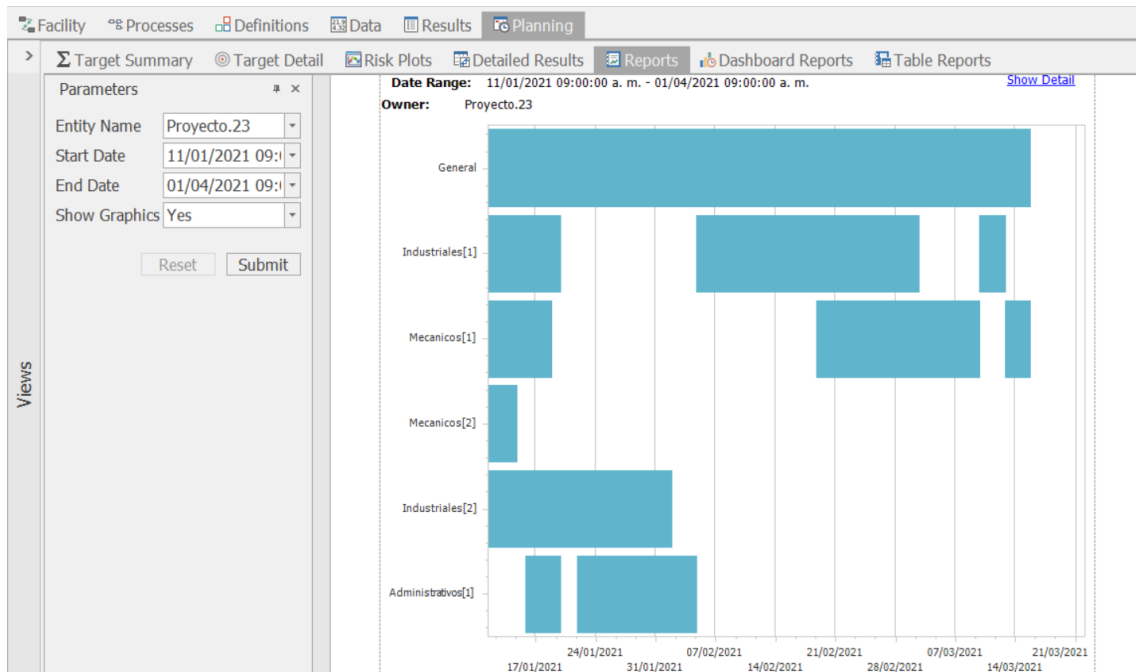 Facility Processes Definitions Data Results Planning
> Σ Target Summary Target Detail Risk Plots Detailed Results Reports Dashboard Reports Table Reports
Parameters
Date Range: 11/01/2021 09:00:00 a. m. - 01/04/2021 09:00:00 a. m. Show Detail
Owner: Proyecto.23
Entity Name Proyecto.23
Start Date 11/01/2021 09:
End Date 01/04/2021 09:
Show Graphics Yes
Reset Submit
Views
General
Industriales[1]
Mecanicos[1]
Mecanicos[2]
Industriales[2]
Administrativos[1]
24/01/2021 07/02/2021 21/02/2021 07/03/2021 21/03/2021
17/01/2021 31/01/2021 14/02/2021 28/02/2021 14/03/2021